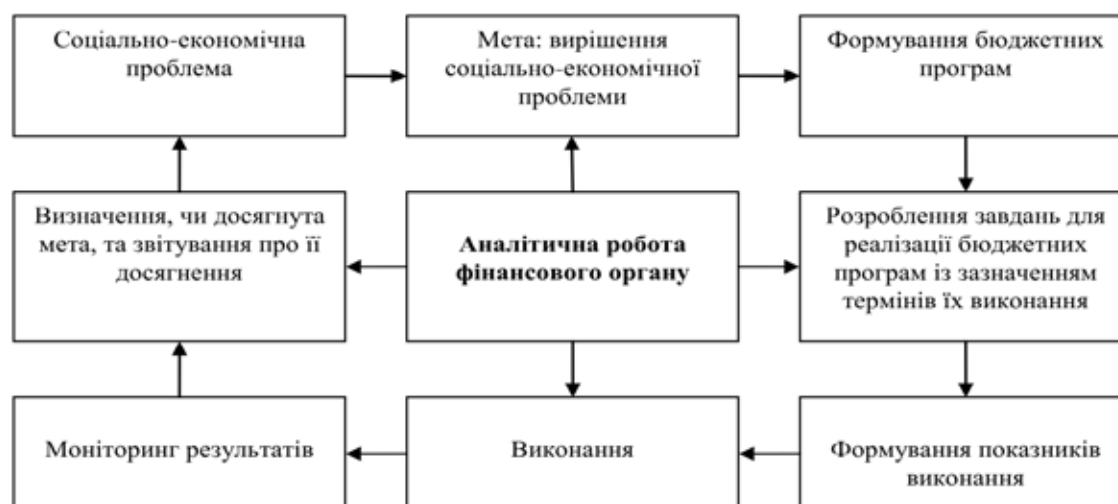 Соціально-економічна
проблема
Мета: вирішення
соціально-економічної
проблеми
Формування бюджетних
програм
Визначення, чи досягнута
мета, та звітування про її
досягнення
Аналітична робота
фінансового органу
Розроблення завдань для
реалізації бюджетних
програм із зазначенням
термінів їх виконання
Моніторинг результатів
Виконання
Формування показників
виконання